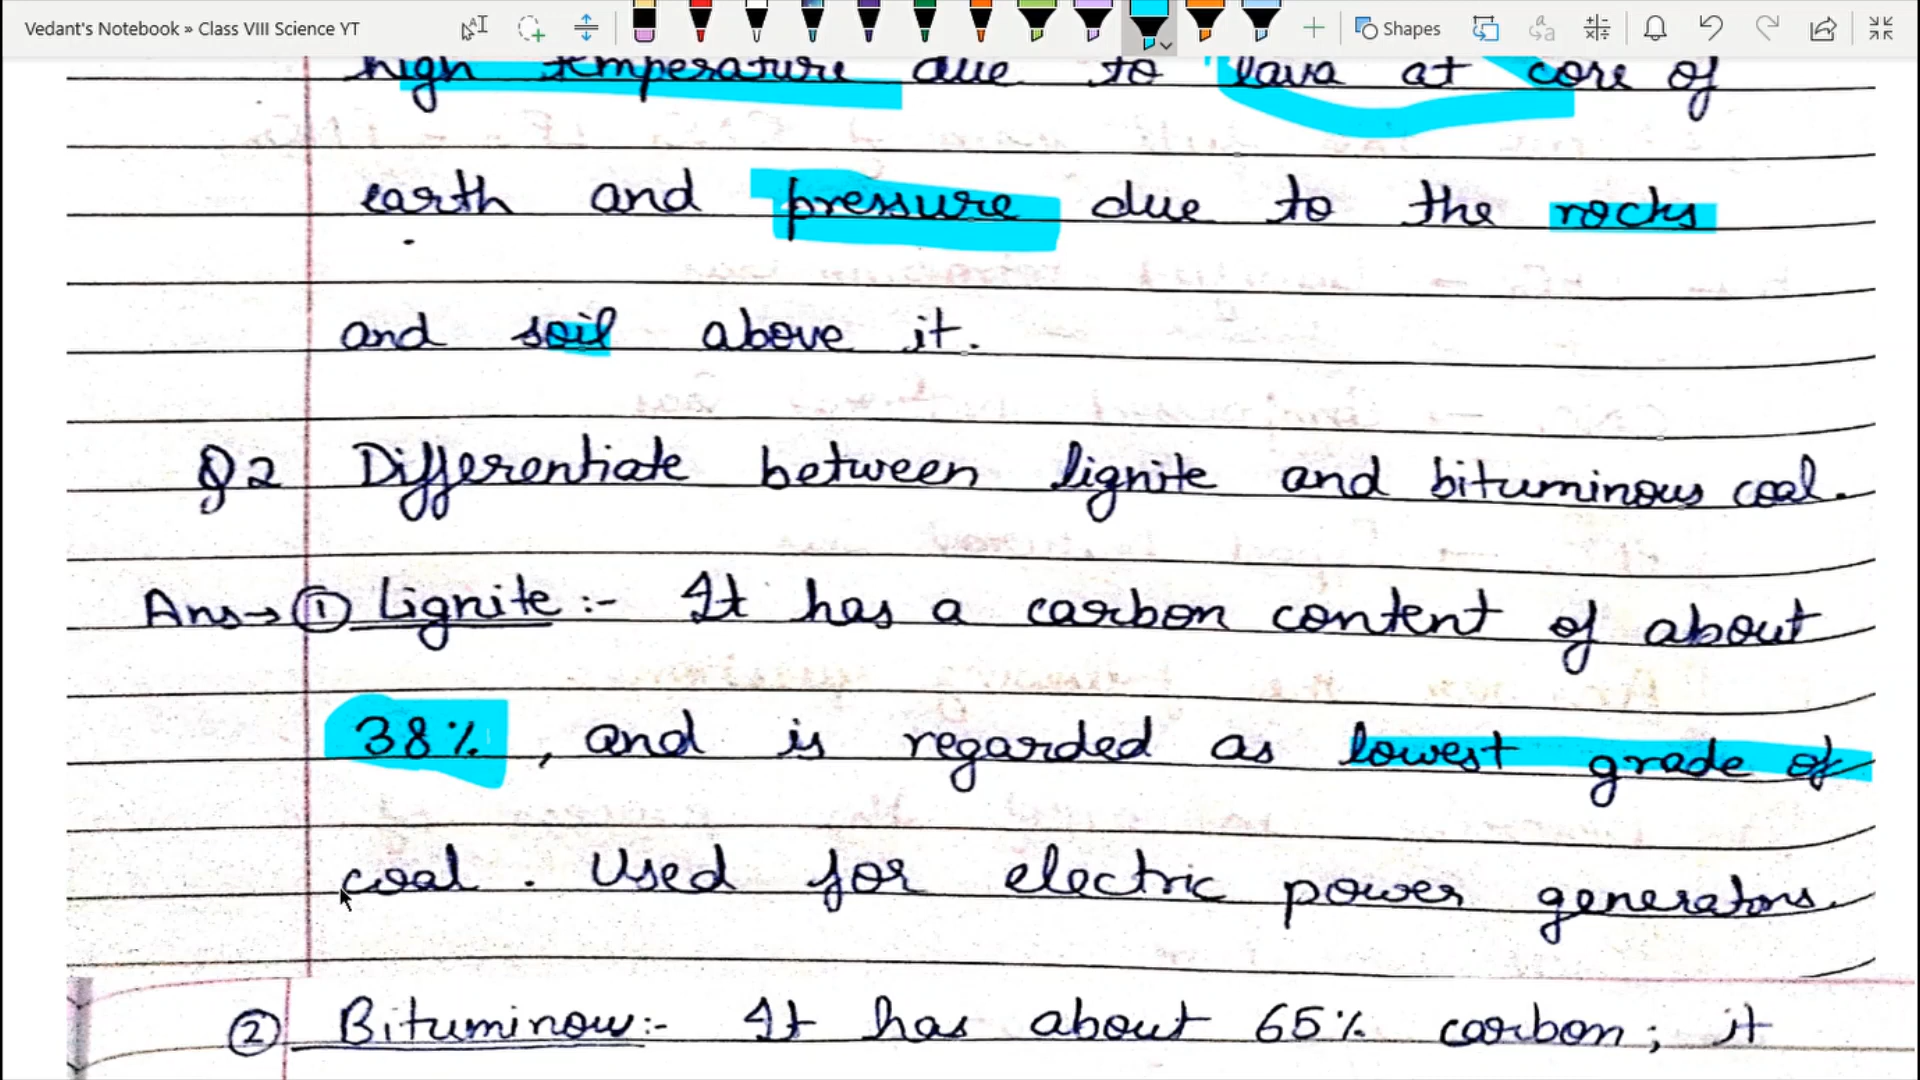 Vedant's Notebook » Class VIII Science YT
Shapes
high temperature due to lava at core of
earth and pressure due to the rocks
and soil above it.
Q2 Differentiate between lignite and bituminous coal.
Ans→ ① Lignite :- It has a carbon content of about
38%, and is regarded as lowest grade of
coal. Used for electric power generators.
② Bituminous:- It has about 65% carbon; it